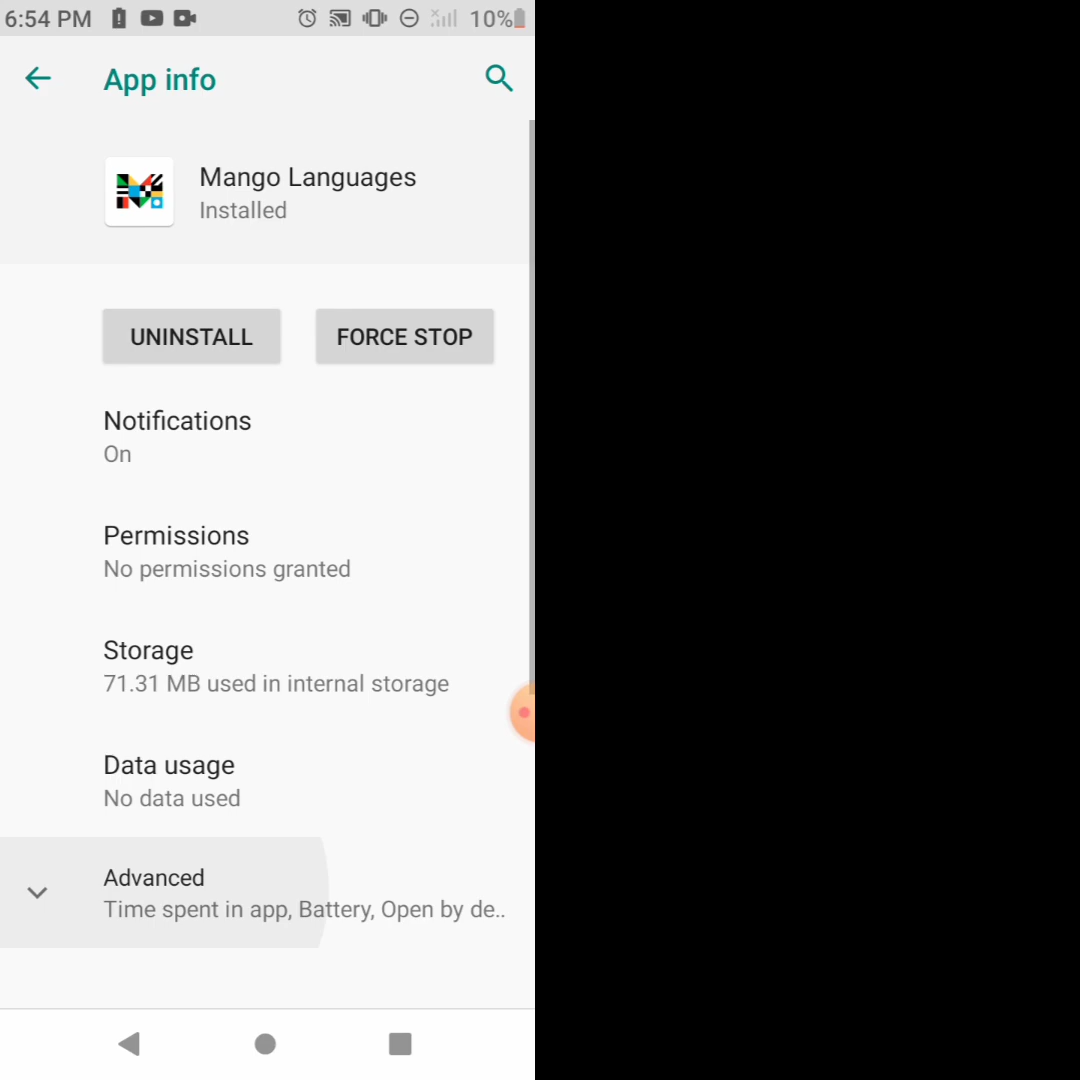 6:54 PM 10%
App info
Mango Languages
Installed
UNINSTALL FORCE STOP
Notifications
On
Permissions
No permissions granted
Storage
71.31 MB used in internal storage
Data usage
No data used
Advanced
Time spent in app, Battery, Open by de..